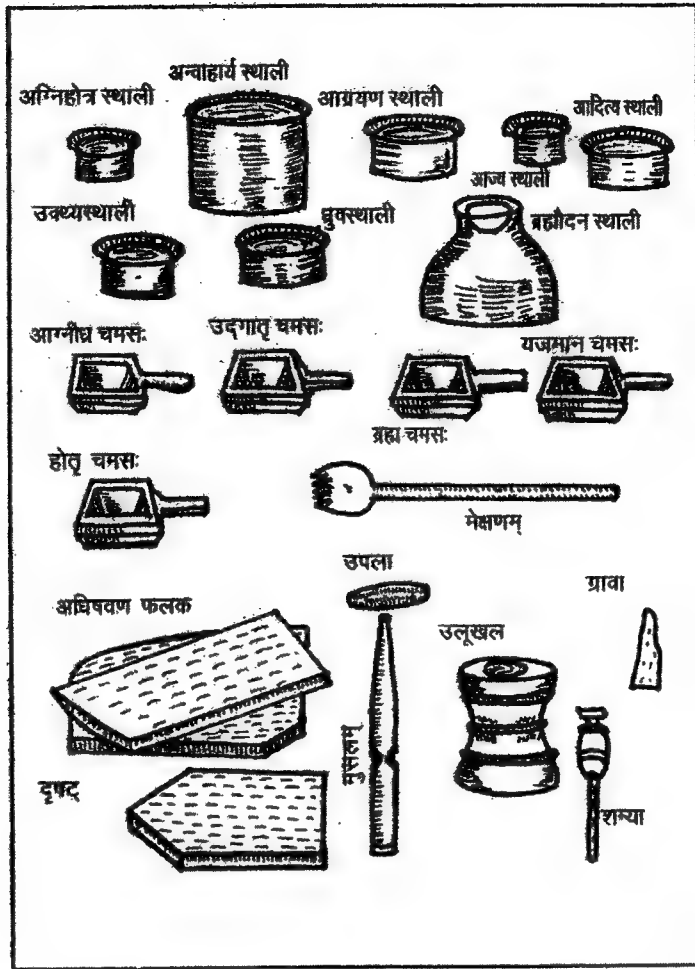 अन्वाहार्य स्थाली
अग्निहोत्र स्थाली
आग्रयण स्थाली
आदित्य स्थाली
आज्य स्थाली
उक्थ्यस्थाली
ध्रुवस्थाली
ब्रह्मौदन स्थाली
आग्नीध्र चमसः
उद्‌गातृ चमसः
यजमान चमसः
ब्रह्म चमसः
होतृ चमसः
मेक्षणम्
उपला
ग्रावा
अधिषवण फलक
उलूखल
मुसलम्
दृषद्
शम्या